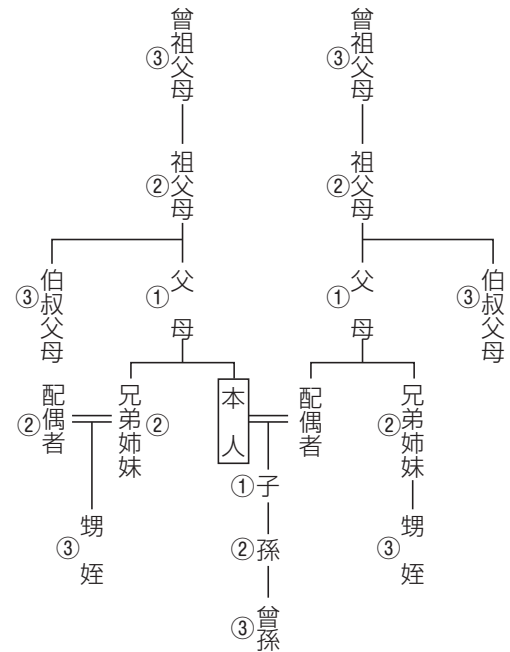 曾祖父母
③
曾祖父母
③
祖父母
②
祖父母
②
伯叔父母
③
父母
①
父母
①
伯叔父母
③
配偶者
②
兄弟姉妹
②
本人
配偶者
兄弟姉妹
②
甥姪
③
子
①
孫
②
曾孫
③
甥姪
③